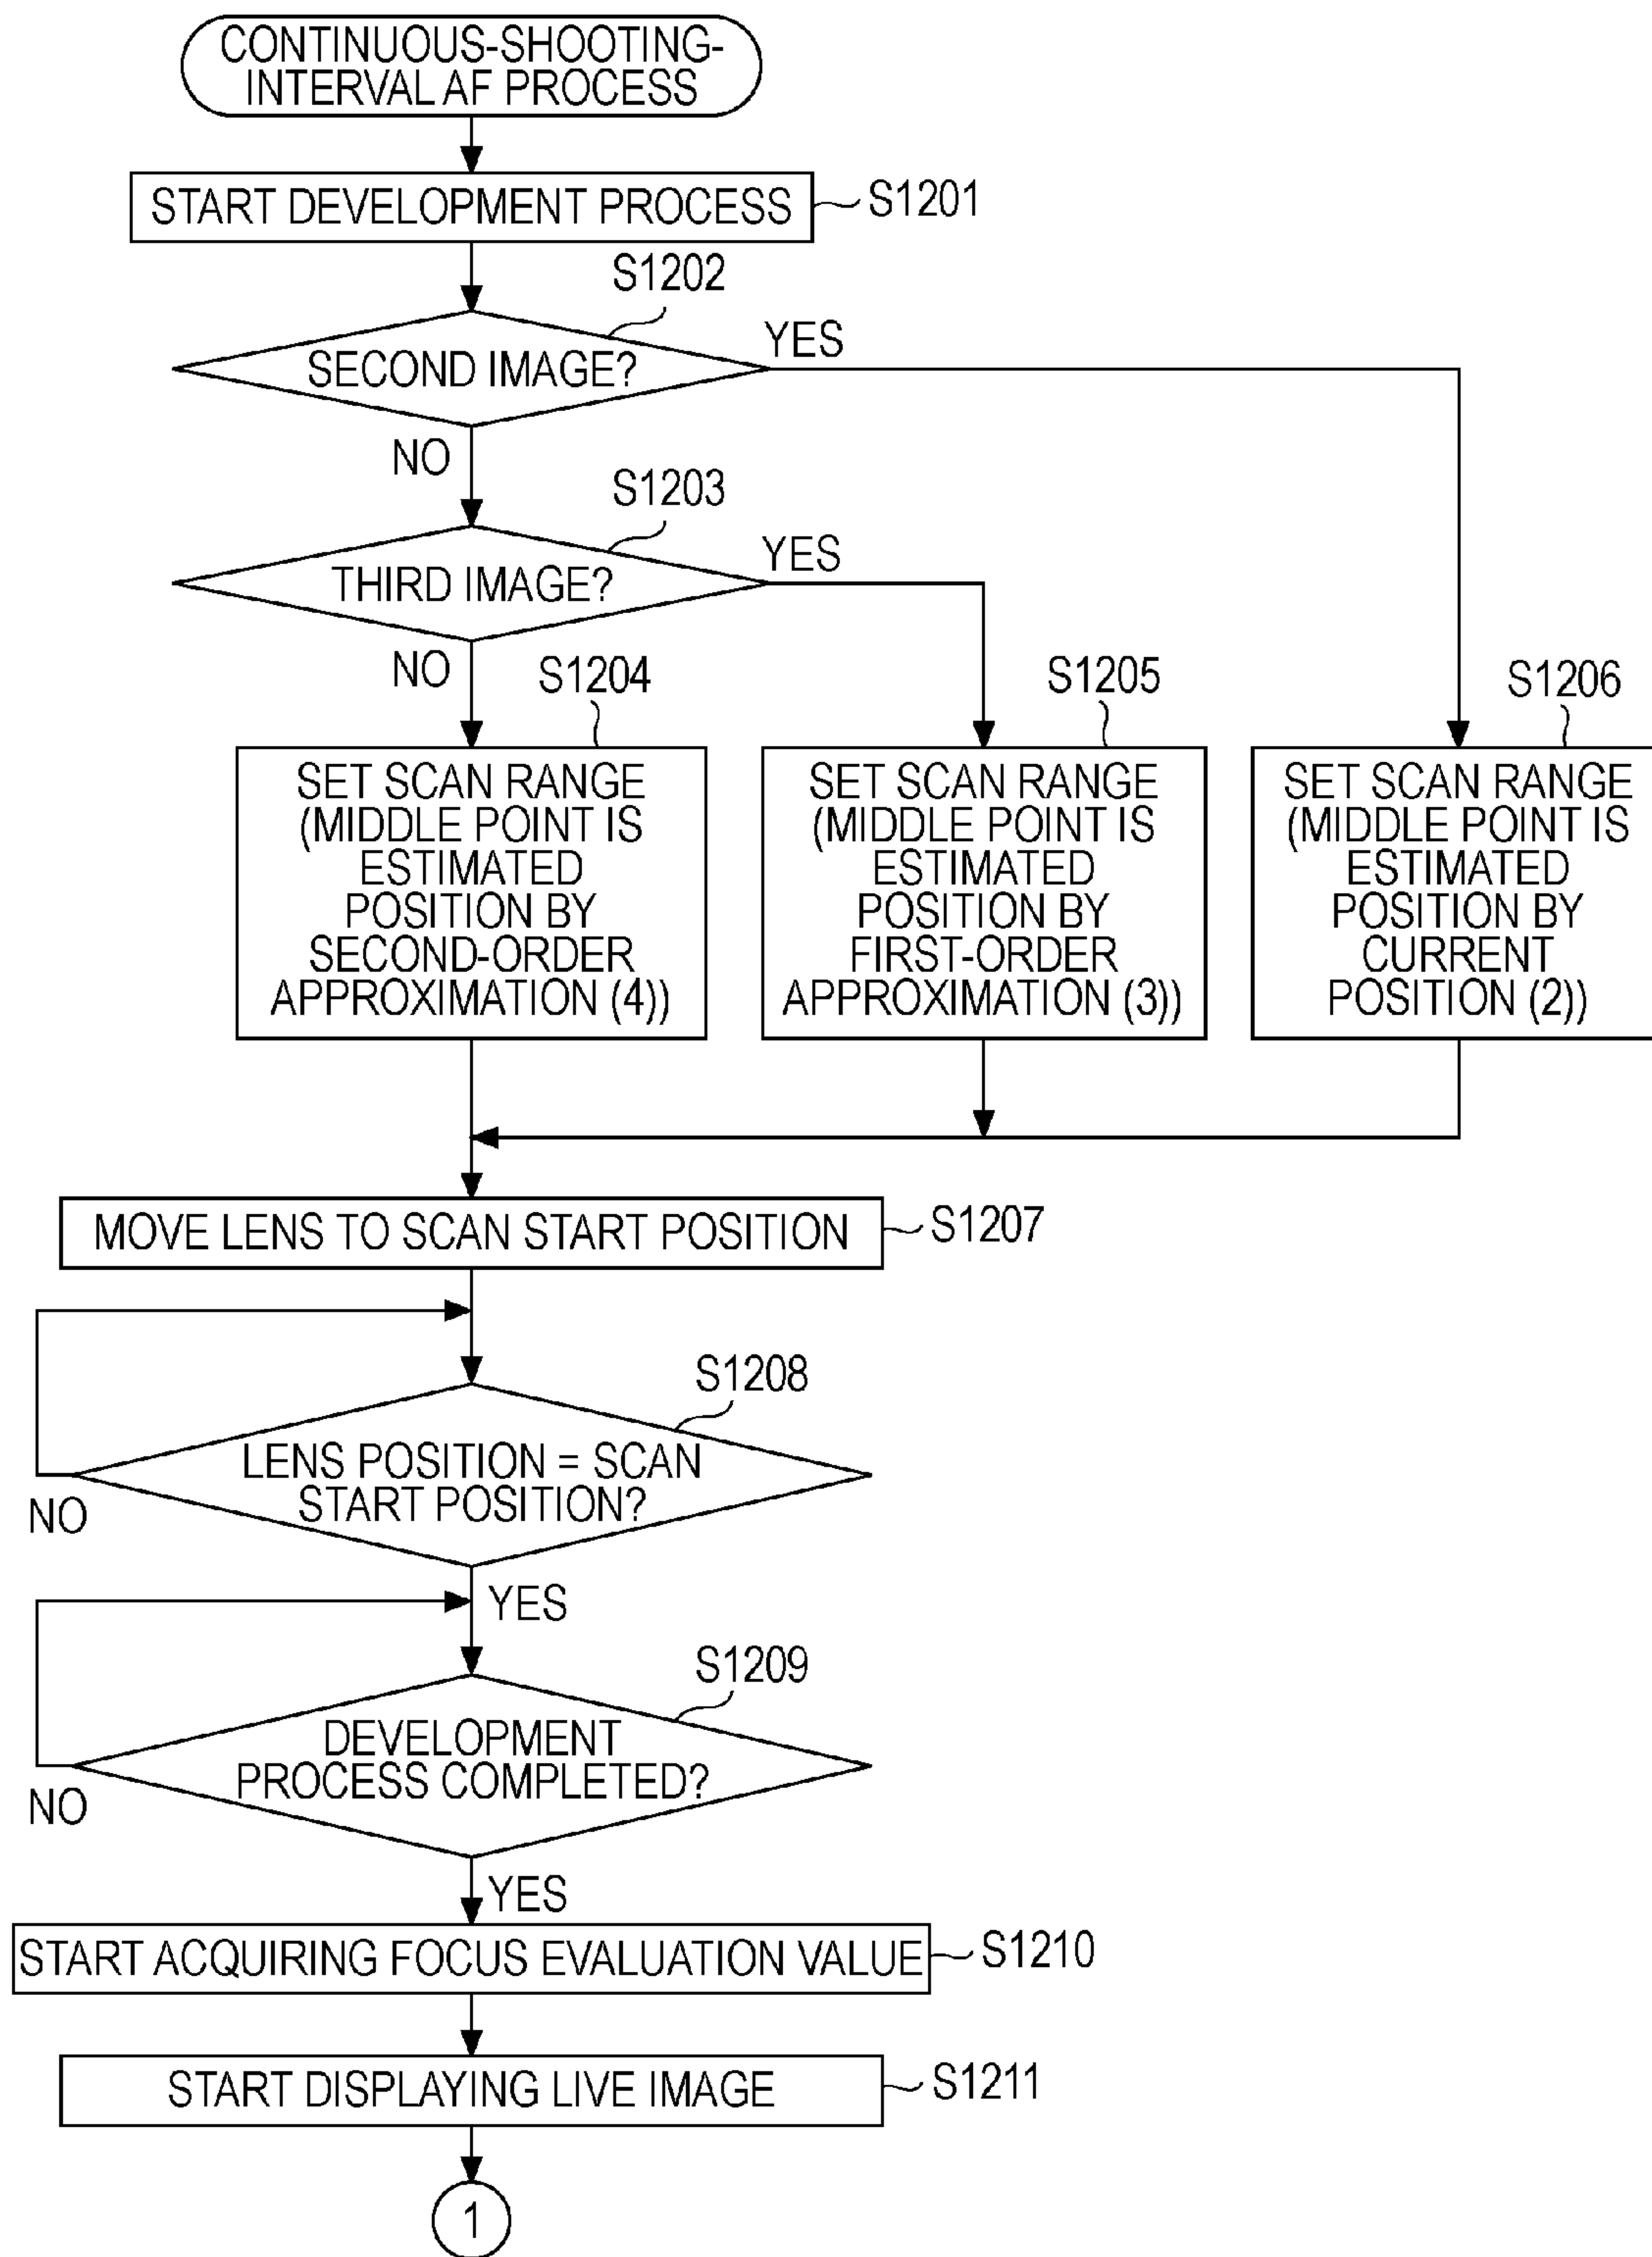 CONTINUOUS-SHOOTING-
INTERVAL AF PROCESS
START DEVELOPMENT PROCESS
S1201
S1202
SECOND IMAGE?
YES
NO
S1203
THIRD IMAGE?
YES
NO
S1204
SET SCAN RANGE
(MIDDLE POINT IS
ESTIMATED
POSITION BY
SECOND-ORDER
APPROXIMATION (4))
S1205
SET SCAN RANGE
(MIDDLE POINT IS
ESTIMATED
POSITION BY
FIRST-ORDER
APPROXIMATION (3))
S1206
SET SCAN RANGE
(MIDDLE POINT IS
ESTIMATED
POSITION BY
CURRENT
POSITION (2))
MOVE LENS TO SCAN START POSITION
S1207
S1208
LENS POSITION = SCAN
START POSITION?
NO
YES
S1209
DEVELOPMENT
PROCESS COMPLETED?
NO
YES
START ACQUIRING FOCUS EVALUATION VALUE
S1210
START DISPLAYING LIVE IMAGE
S1211
1